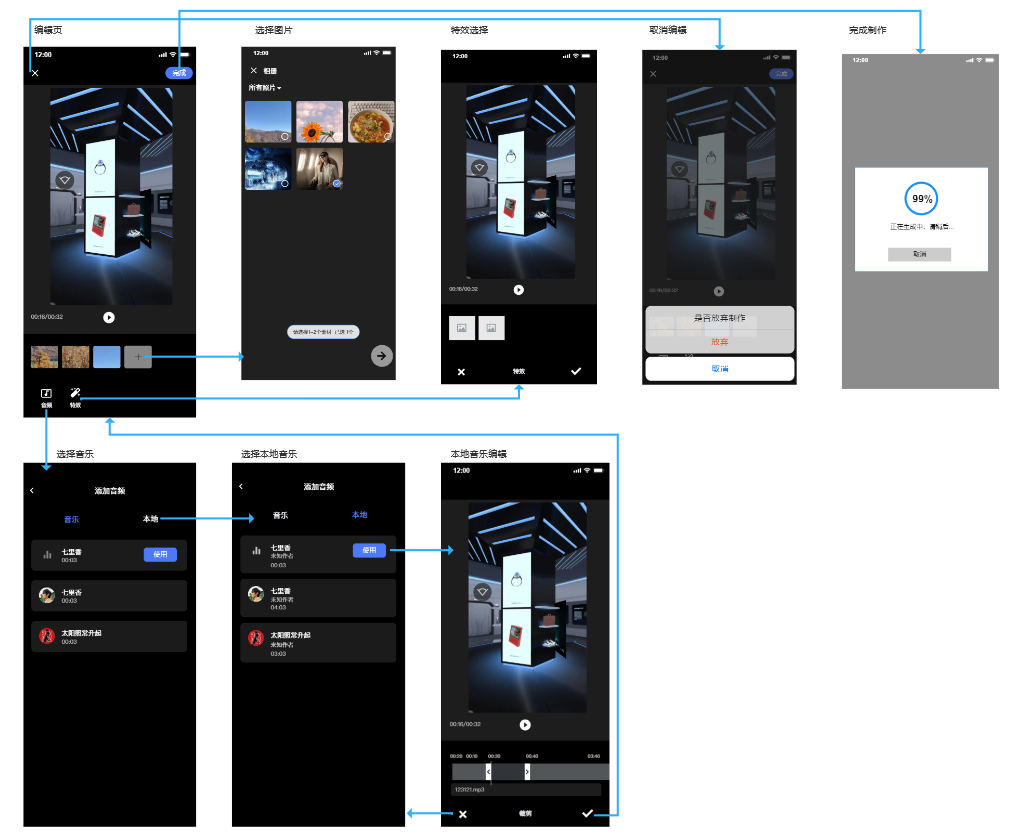 编辑页
选择图片
特效选择
取消编辑
完成制作
12:00
完成
00:16/00:32
音频
特效
12:00
相册
所有照片
请选择1-2个素材 已选 1个
12:00
00:16/00:32
特效
12:00
完成
00:16/00:32
是否放弃制作
放弃
取消
12:00
99%
正在生成中，请稍后...
取消
选择音乐
选择本地音乐
本地音乐编辑
添加音频
音乐
本地
七里香
00:03
使用
七里香
00:03
太阳照常升起
00:03
添加音频
音乐
本地
七里香
未知作者
00:03
使用
七里香
未知作者
04:03
太阳照常升起
未知作者
03:03
12:00
00:16/00:32
00:20
00:10
00:30
00:40
03:40
123121.mp3
裁剪